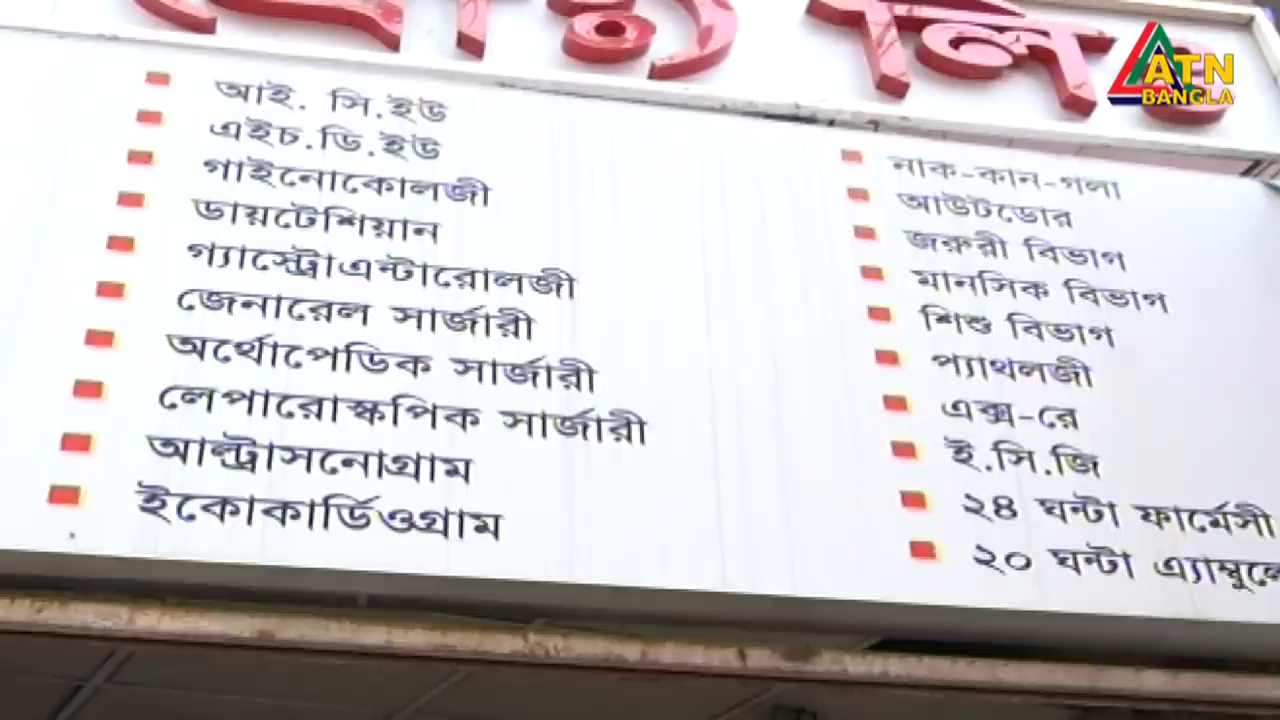 লিঃ
ATN
BANGLA
আই. সি.ইউ
এইচ.ডি.ইউ
গাইনোকোলজী
ডায়টেশিয়ান
গ্যাস্ট্রোএন্টারোলজী
জেনারেল সার্জারী
অর্থোপেডিক সার্জারী
লেপারোস্কপিক সার্জারী
আল্ট্রাসনোগ্রাম
ইকোকার্ডিওগ্রাম
নাক-কান-গলা
আউটডোর
জরুরী বিভাগ
মানসিক বিভাগ
শিশু বিভাগ
প্যাথলজী
এক্স-রে
ই.সি.জি
২৪ ঘন্টা ফার্মেসী
২০ ঘন্টা